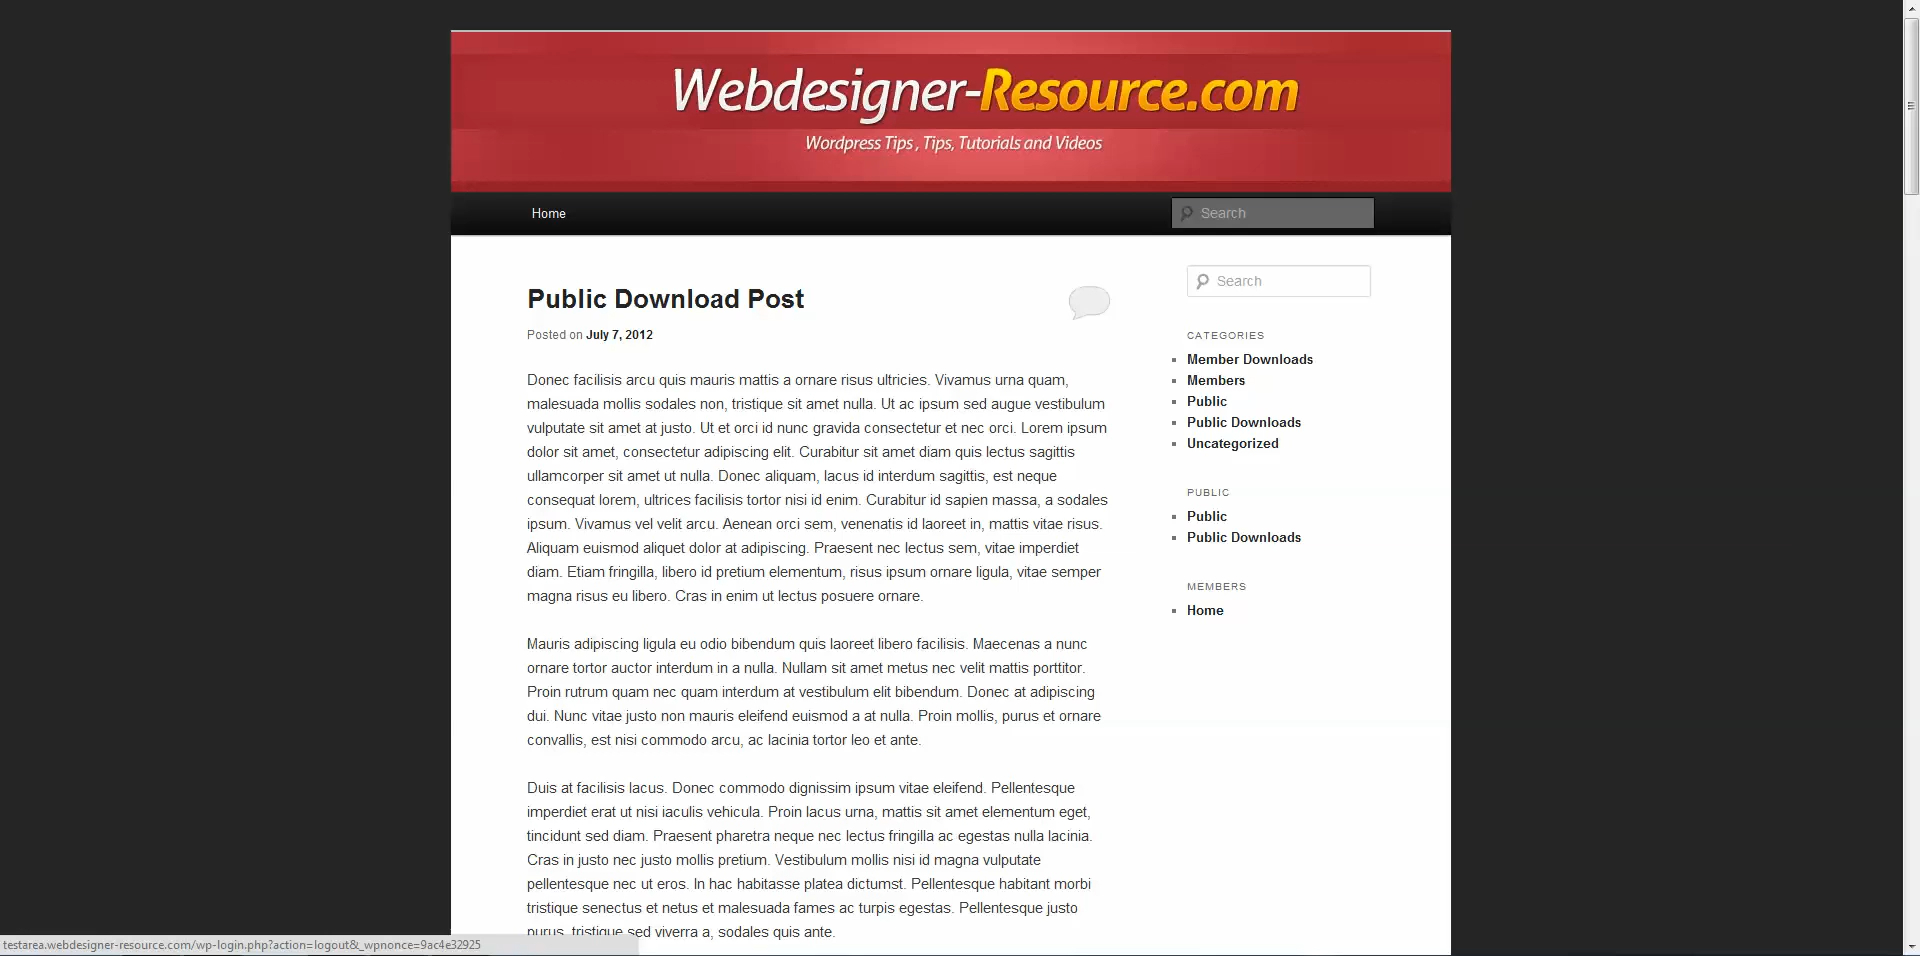 Webdesigner-Resource.com
Wordpress Tips , Tips, Tutorials and Videos
Home
Search
Public Download Post
Posted on July 7, 2012
Donec facilisis arcu quis mauris mattis a ornare risus ultricies. Vivamus urna quam,
malesuada mollis sodales non, tristique sit amet nulla. Ut ac ipsum sed augue vestibulum
vulputate sit amet at justo. Ut et orci id nunc gravida consectetur et nec orci. Lorem ipsum
dolor sit amet, consectetur adipiscing elit. Curabitur sit amet diam quis lectus sagittis
ullamcorper sit amet ut nulla. Donec aliquam, lacus id interdum sagittis, est neque
consequat lorem, ultrices facilisis tortor nisi id enim. Curabitur id sapien massa, a sodales
ipsum. Vivamus vel velit arcu. Aenean orci sem, venenatis id laoreet in, mattis vitae risus.
Aliquam euismod aliquet dolor at adipiscing. Praesent nec lectus sem, vitae imperdiet
diam. Etiam fringilla, libero id pretium elementum, risus ipsum ornare ligula, vitae semper
magna risus eu libero. Cras in enim ut lectus posuere ornare.
Mauris adipiscing ligula eu odio bibendum quis laoreet libero facilisis. Maecenas a nunc
ornare tortor auctor interdum in a nulla. Nullam sit amet metus nec velit mattis porttitor.
Proin rutrum quam nec quam interdum at vestibulum elit bibendum. Donec at adipiscing
dui. Nunc vitae justo non mauris eleifend euismod a at nulla. Proin mollis, purus et ornare
convallis, est nisi commodo arcu, ac lacinia tortor leo et ante.
Duis at facilisis lacus. Donec commodo dignissim ipsum vitae eleifend. Pellentesque
imperdiet erat ut nisi iaculis vehicula. Proin lacus urna, mattis sit amet elementum eget,
tincidunt sed diam. Praesent pharetra neque nec lectus fringilla ac egestas nulla lacinia.
Cras in justo nec justo mollis pretium. Vestibulum mollis nisi id magna vulputate
pellentesque nec ut eros. In hac habitasse platea dictumst. Pellentesque habitant morbi
tristique senectus et netus et malesuada fames ac turpis egestas. Pellentesque justo
purus, tristique sed viverra a, sodales quis ante.
Search
CATEGORIES
Member Downloads
Members
Public
Public Downloads
Uncategorized
PUBLIC
Public
Public Downloads
MEMBERS
Home
testarea.webdesigner-resource.com/wp-login.php?action=logout&_wpnonce=9ac4e32925